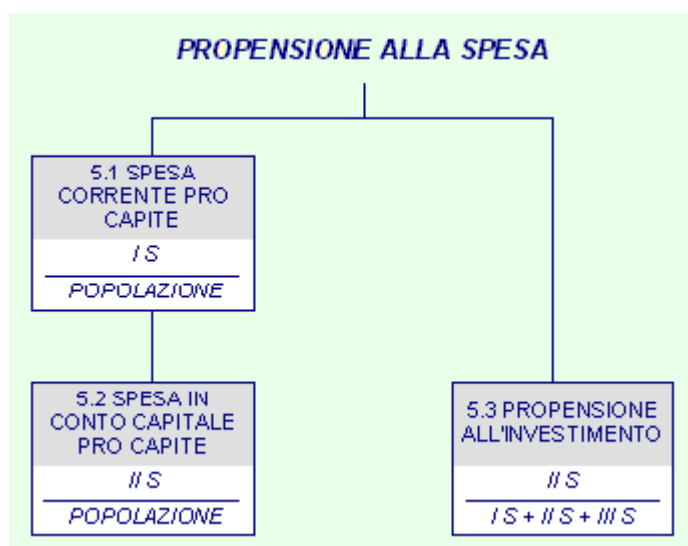 PROPENSIONE ALLA SPESA
5.1 SPESA
CORRENTE PRO
CAPITE
I S
POPOLAZIONE
5.2 SPESA IN
CONTO CAPITALE
PRO CAPITE
II S
POPOLAZIONE
5.3 PROPENSIONE
ALL'INVESTIMENTO
II S
I S + II S + III S